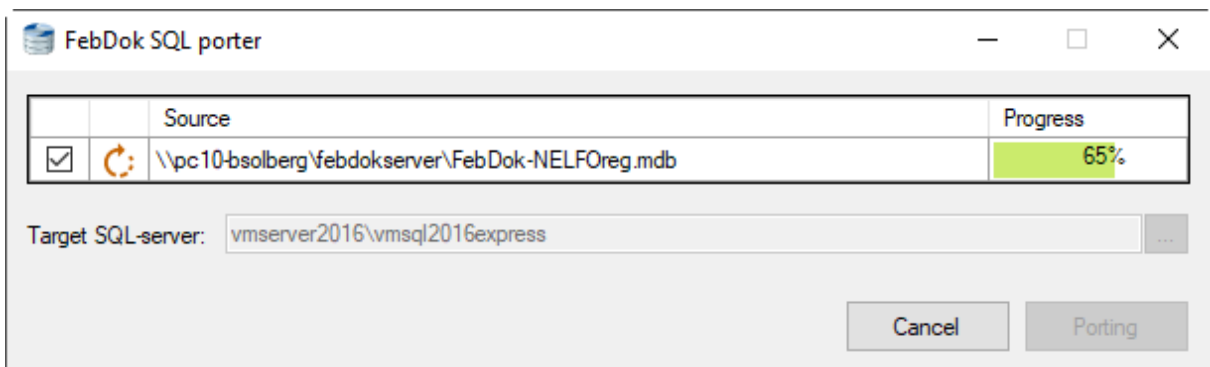 FebDok SQL porter
Source Progress
\\pc10-bsolberg\febdokserver\FebDok-NELFOreg.mdb 65%
Target SQL-server: vmserver2016\vmsql2016express ...
Cancel Porting